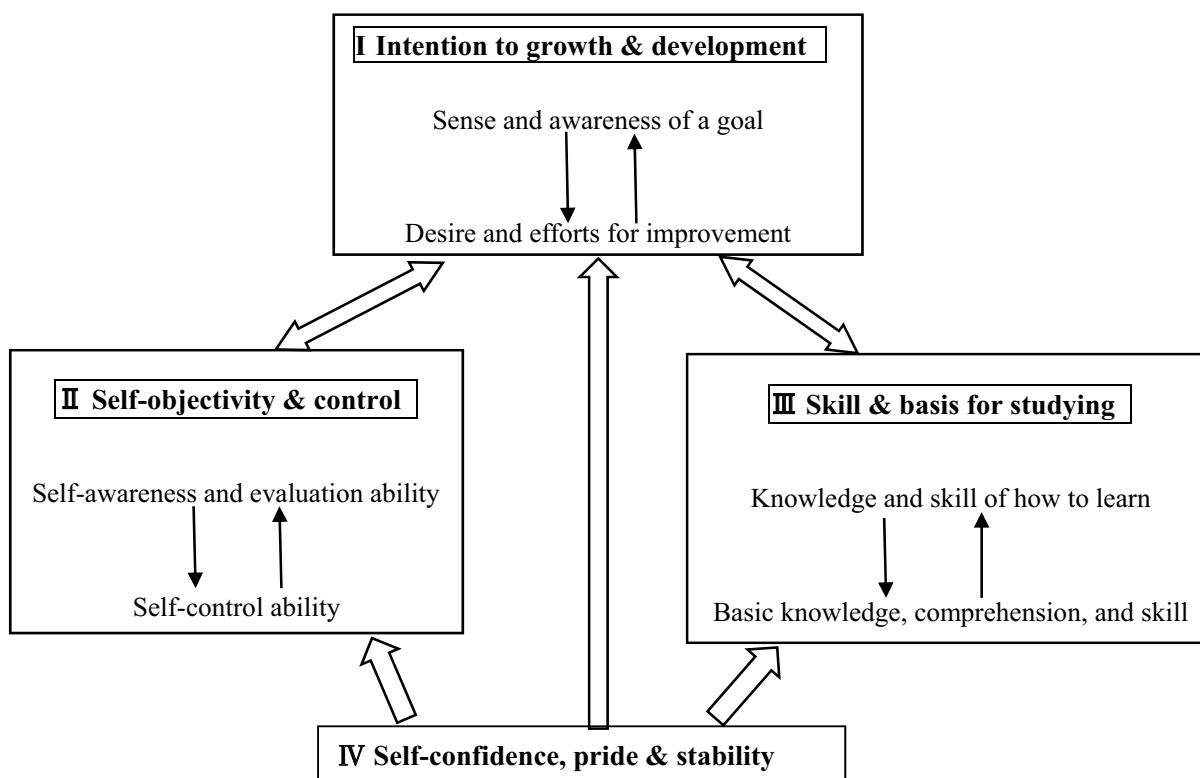 Ⅰ Intention to growth & development
Sense and awareness of a goal
Desire and efforts for improvement
Ⅱ Self-objectivity & control
Self-awareness and evaluation ability
Self-control ability
Ⅲ Skill & basis for studying
Knowledge and skill of how to learn
Basic knowledge, comprehension, and skill
Ⅳ Self-confidence, pride & stability